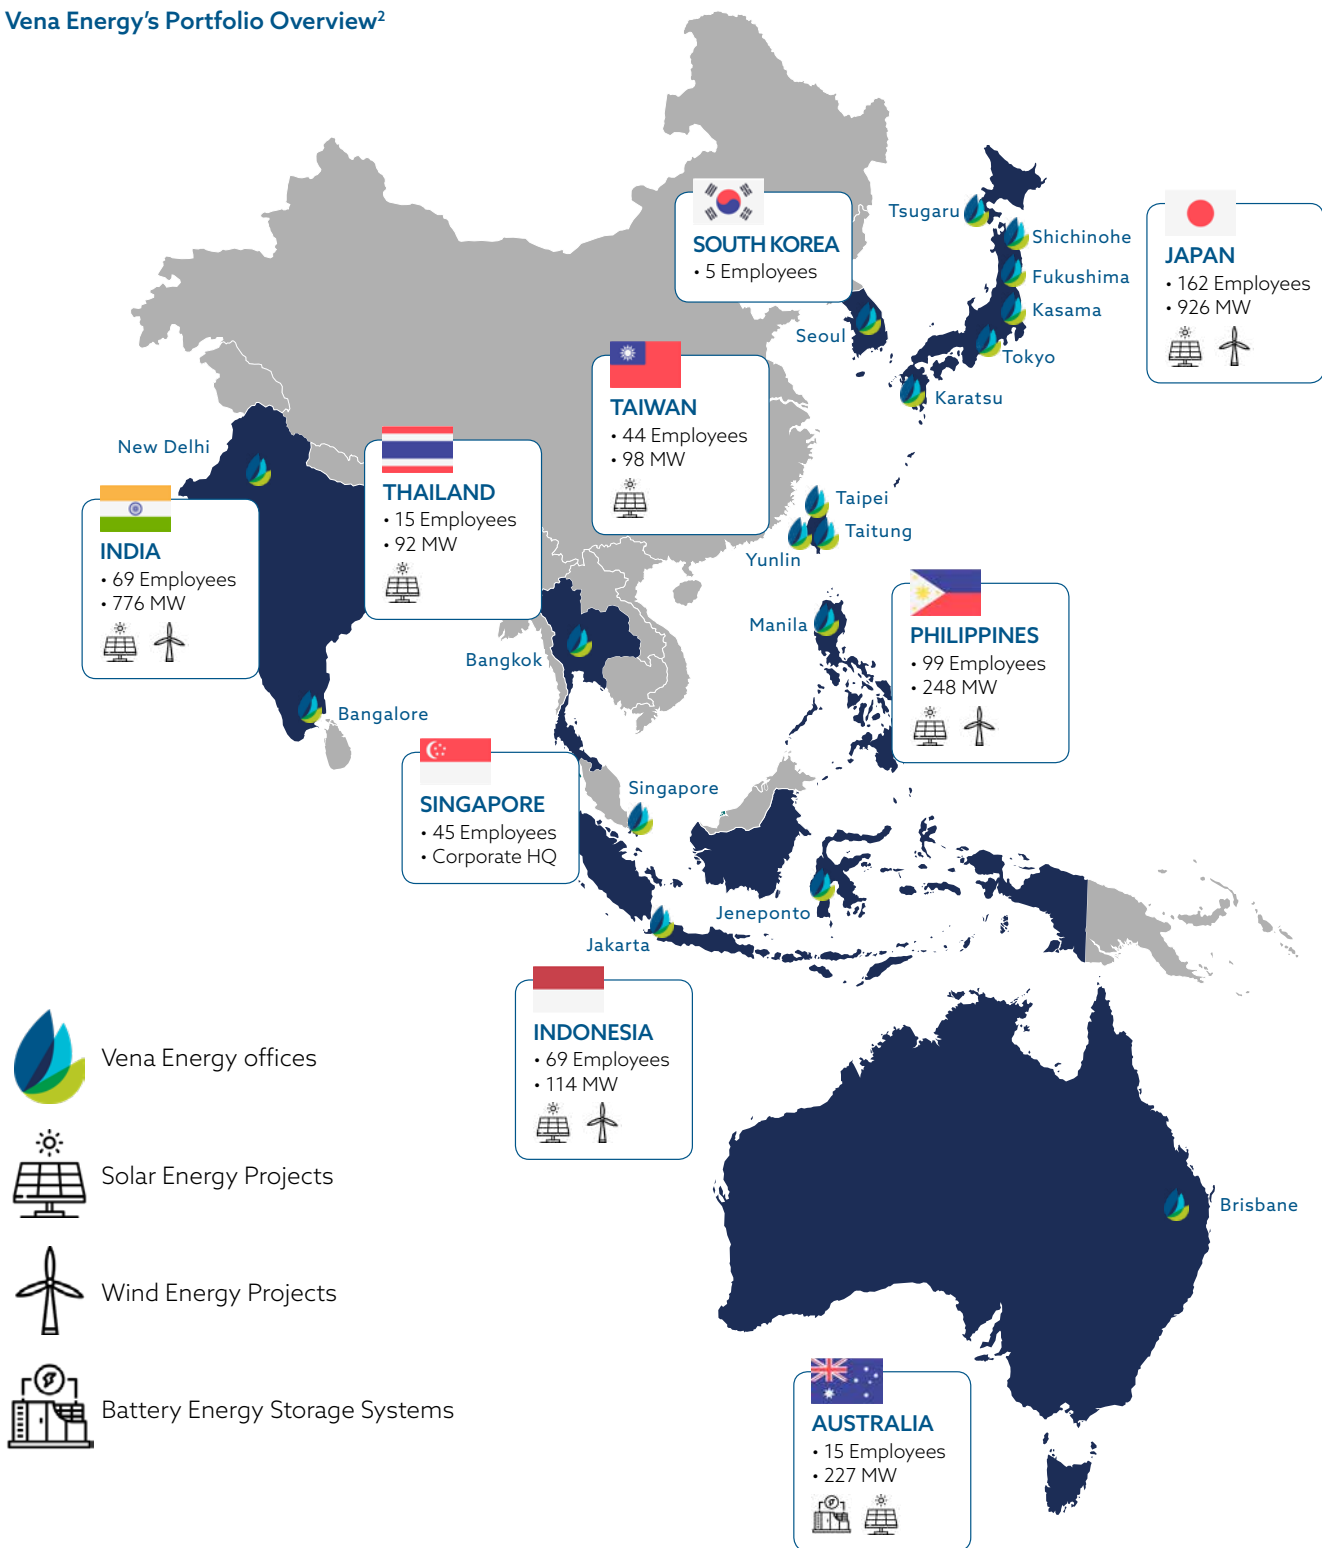 Vena Energy's Portfolio Overview²
SOUTH KOREA
• 5 Employees
Seoul
Tsugaru
Shichinohe
Fukushima
Kasama
Tokyo
Karatsu
JAPAN
• 162 Employees
• 926 MW
TAIWAN
• 44 Employees
• 98 MW
Taipei
Taitung
Yunlin
New Delhi
INDIA
• 69 Employees
• 776 MW
Bangalore
THAILAND
• 15 Employees
• 92 MW
Bangkok
Manila
PHILIPPINES
• 99 Employees
• 248 MW
SINGAPORE
• 45 Employees
• Corporate HQ
Singapore
Jeneponto
Jakarta
INDONESIA
• 69 Employees
• 114 MW
Vena Energy offices
Solar Energy Projects
Wind Energy Projects
Battery Energy Storage Systems
Brisbane
AUSTRALIA
• 15 Employees
• 227 MW